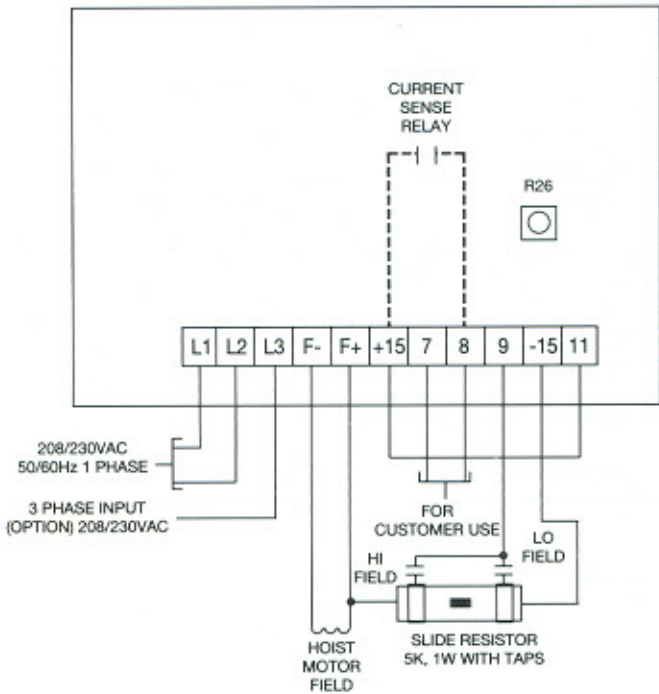 CURRENT
SENSE
RELAY
R26
L1 L2 L3 F- F+ +15 7 8 9 -15 11
208/230VAC
50/60Hz 1 PHASE
3 PHASE INPUT
(OPTION) 208/230VAC
FOR
CUSTOMER USE
HI
FIELD
LO
FIELD
HOIST
MOTOR
FIELD
SLIDE RESISTOR
5K, 1W WITH TAPS